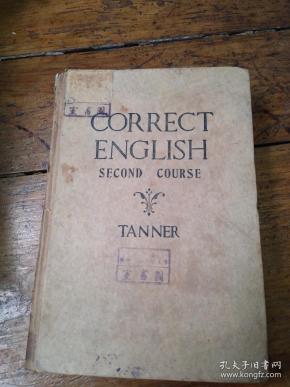 CORRECT
ENGLISH
SECOND COURSE
TANNER
孔夫子旧书网